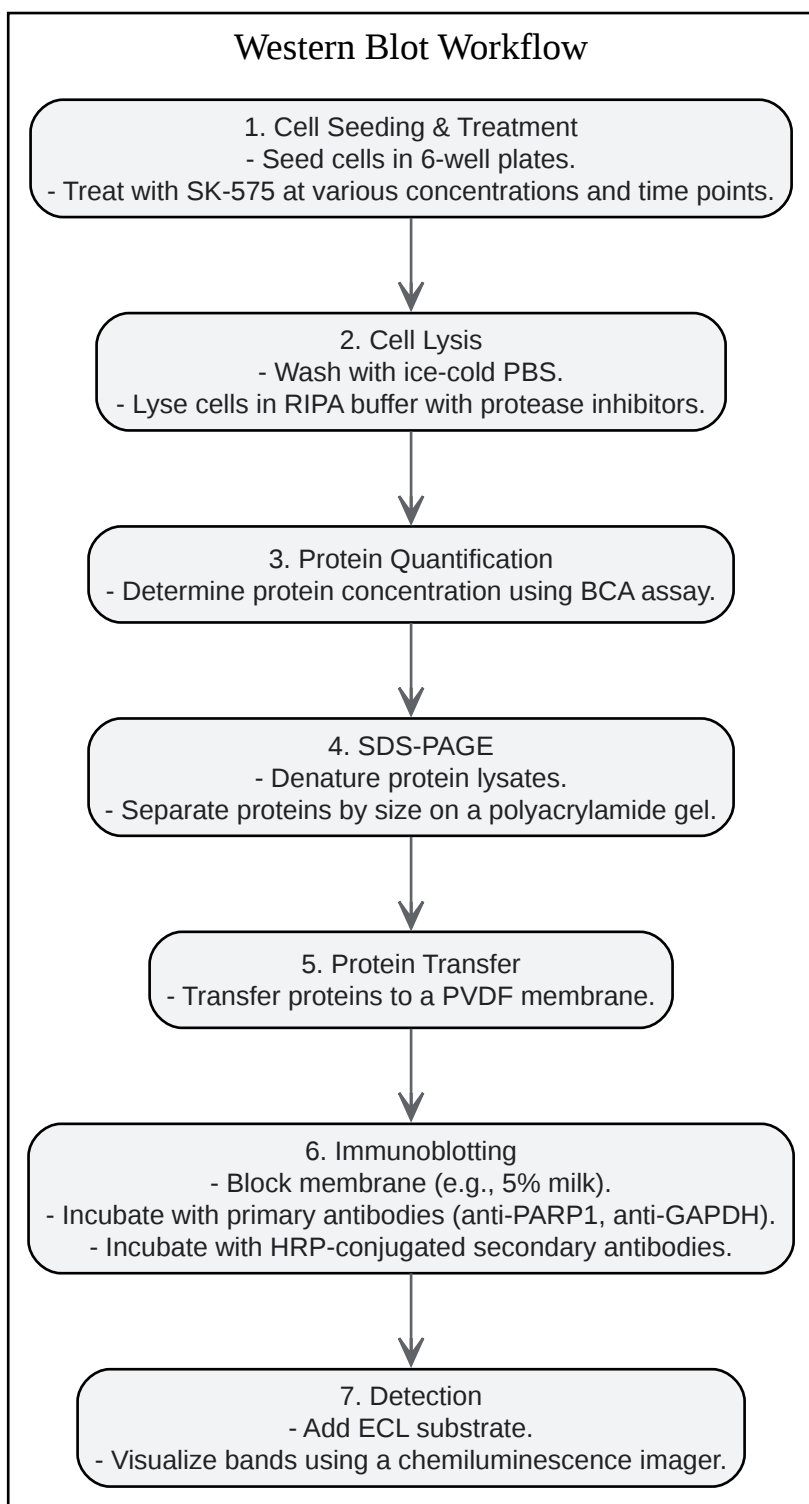 Western Blot Workflow
1. Cell Seeding & Treatment
- Seed cells in 6-well plates.
- Treat with SK-575 at various concentrations and time points.
2. Cell Lysis
- Wash with ice-cold PBS.
- Lyse cells in RIPA buffer with protease inhibitors.
3. Protein Quantification
- Determine protein concentration using BCA assay.
4. SDS-PAGE
- Denature protein lysates.
- Separate proteins by size on a polyacrylamide gel.
5. Protein Transfer
- Transfer proteins to a PVDF membrane.
6. Immunoblotting
- Block membrane (e.g., 5% milk).
- Incubate with primary antibodies (anti-PARP1, anti-GAPDH).
- Incubate with HRP-conjugated secondary antibodies.
7. Detection
- Add ECL substrate.
- Visualize bands using a chemiluminescence imager.